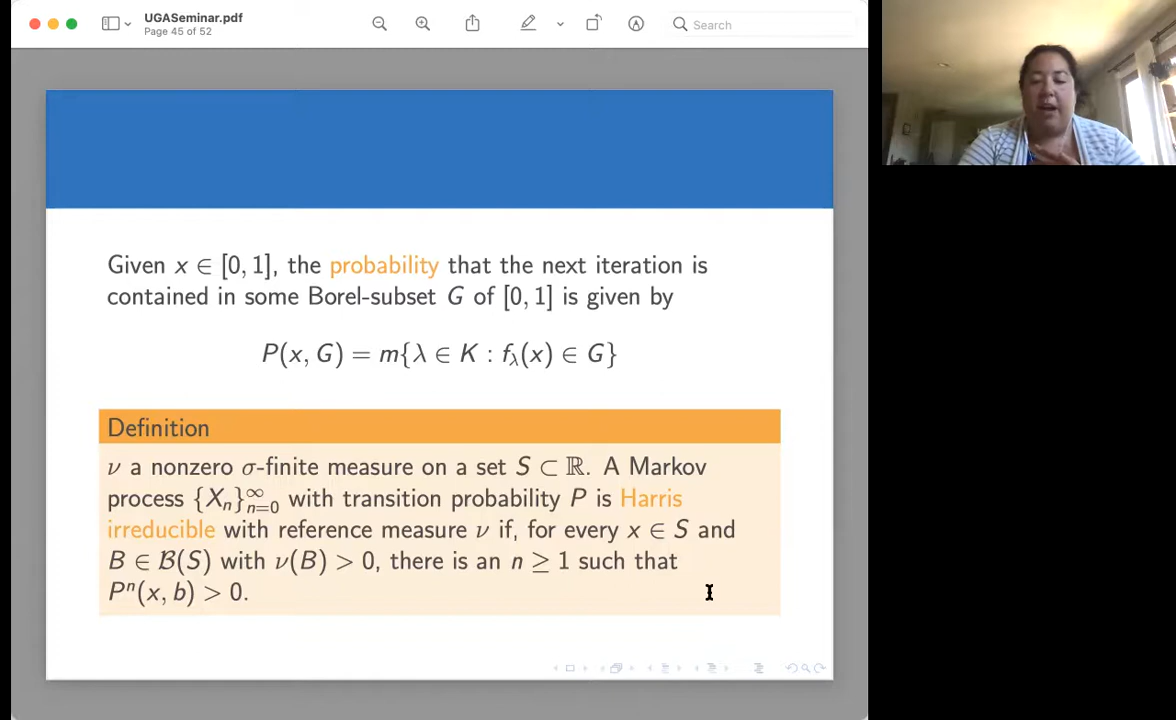 UGASeminar.pdf
Page 45 of 52
Search
Given x ∈ [0, 1], the probability that the next iteration is
contained in some Borel-subset G of [0, 1] is given by
P(x, G) = m{λ ∈ K : f_λ(x) ∈ G}
Definition
ν a nonzero σ-finite measure on a set S ⊂ ℝ. A Markov
process {X_n}_{n=0}^∞ with transition probability P is Harris
irreducible with reference measure ν if, for every x ∈ S and
B ∈ 𝓑(S) with ν(B) > 0, there is an n ≥ 1 such that
Pⁿ(x, b) > 0.